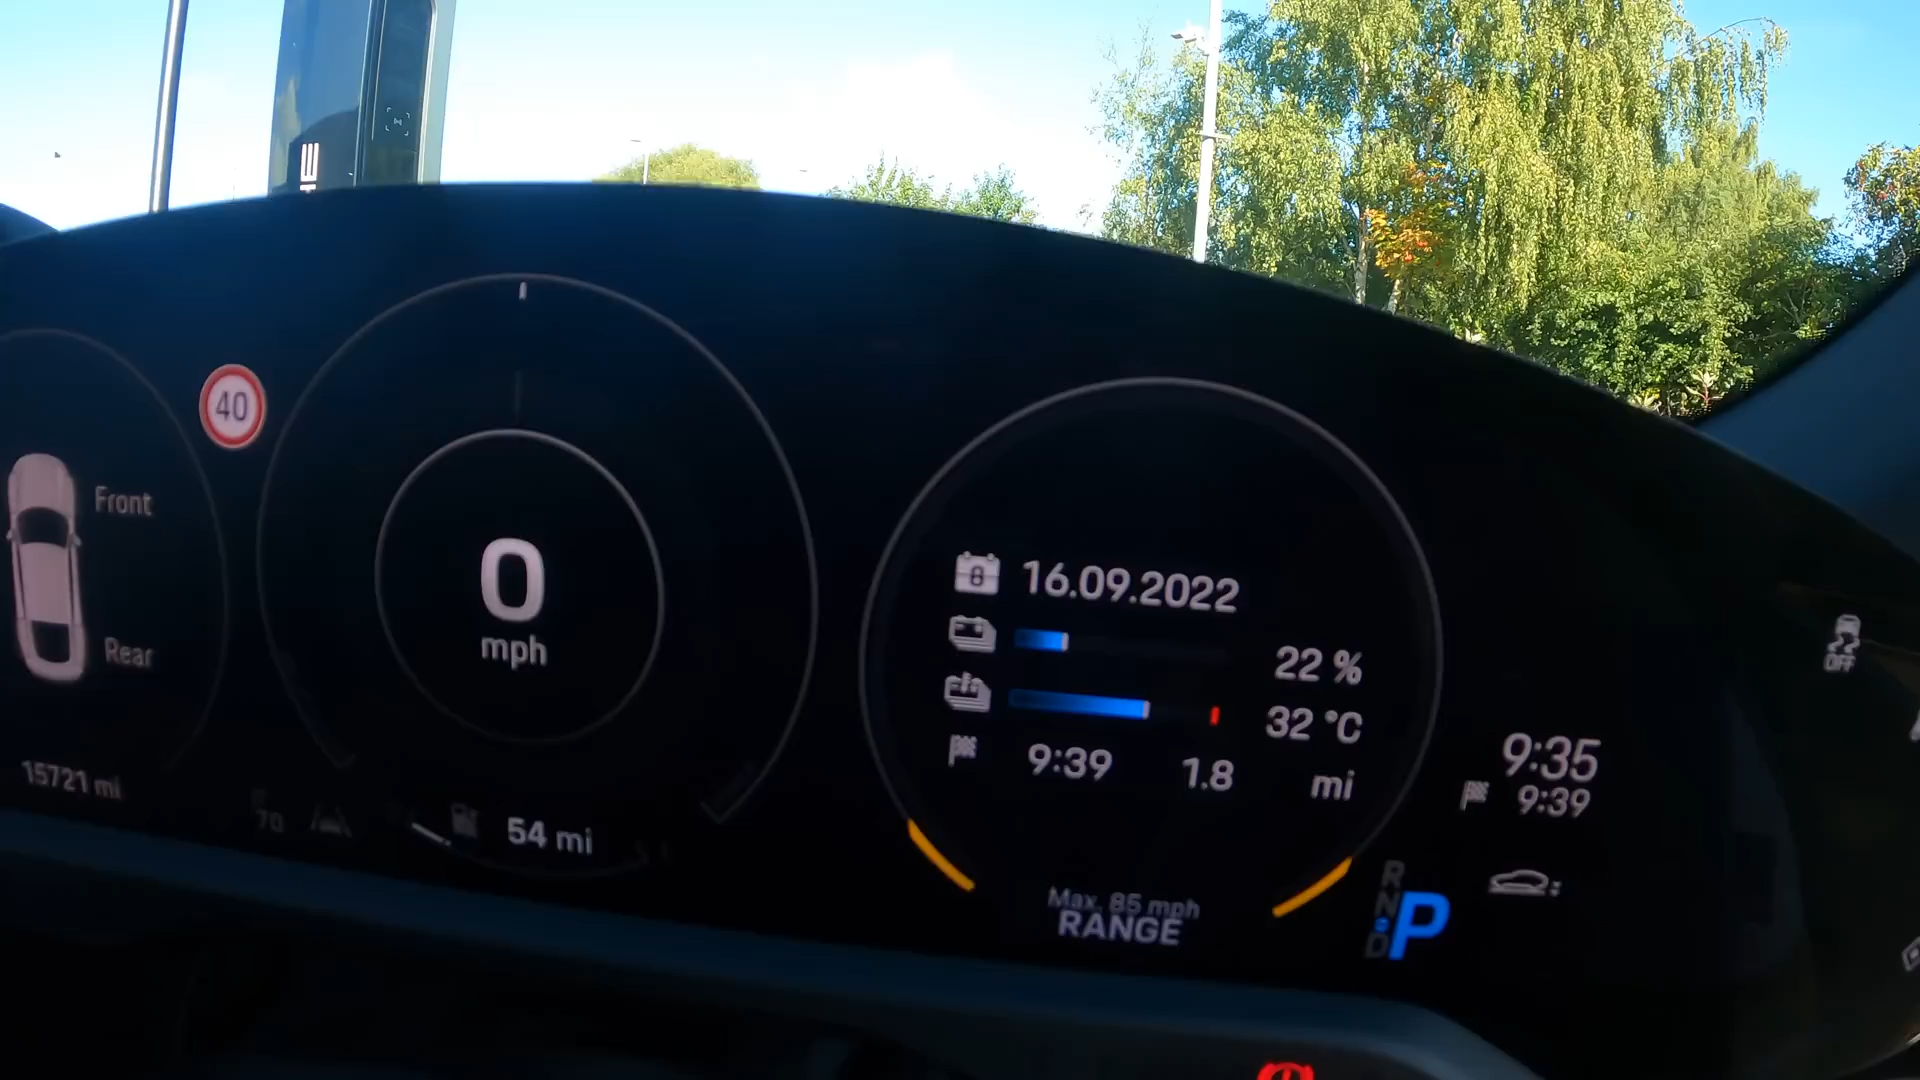 40
Front
Rear
15721 mi
0
mph
70
54 mi
8
16.09.2022
22 %
32 °C
9:39 1.8 mi
Max. 85 mph
RANGE
9:35
9:39
R
N
D
P
OFF